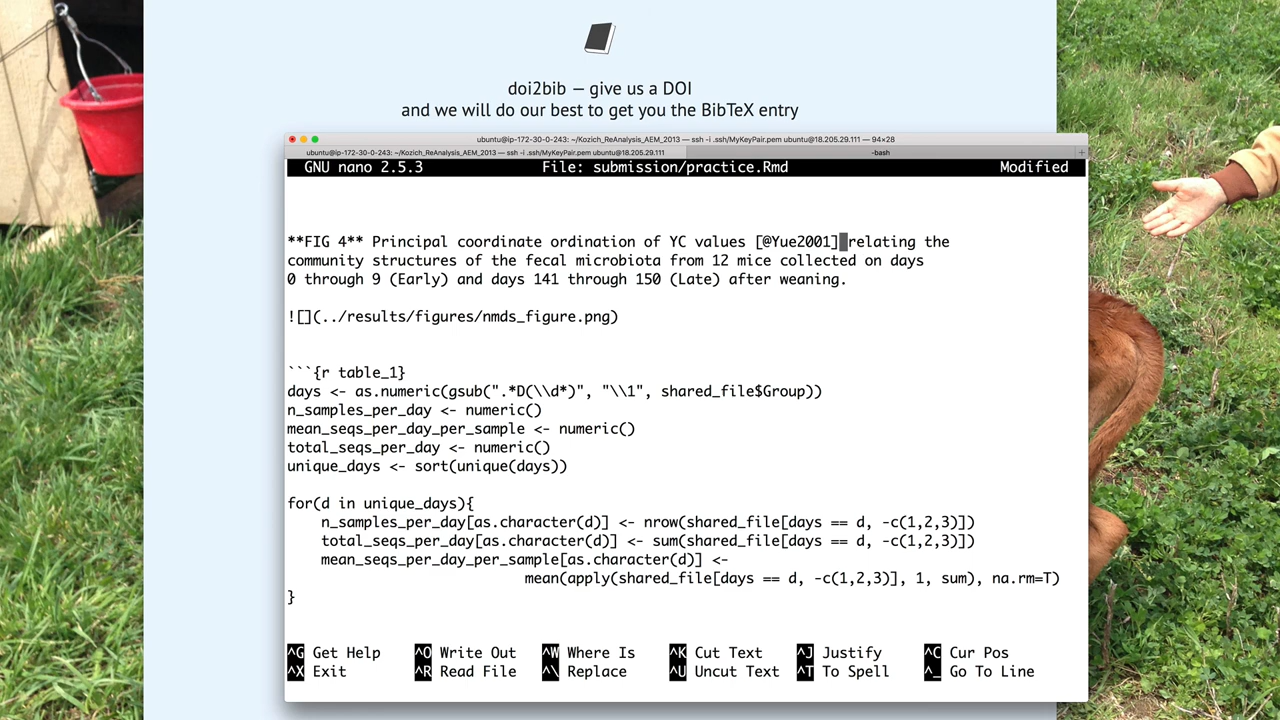 doi2bib — give us a DOI
and we will do our best to get you the BibTeX entry
ubuntu@ip-172-30-0-243: ~/Kozich_ReAnalysis_AEM_2013 — ssh -i .ssh/MyKeyPair.pem ubuntu@18.205.29.111 — 94×28
ubuntu@ip-172-30-0-243: ~/Kozich_ReAnalysis_AEM_2013 — ssh -i .ssh/MyKeyPair.pem ubuntu@18.205.29.111 -bash +
GNU nano 2.5.3 File: submission/practice.Rmd Modified
**FIG 4** Principal coordinate ordination of YC values [@Yue2001] relating the
community structures of the fecal microbiota from 12 mice collected on days
0 through 9 (Early) and days 141 through 150 (Late) after weaning.
![](../results/figures/nmds_figure.png)
```{r table_1}
days <- as.numeric(gsub(".*D(\\d*)", "\\1", shared_file$Group))
n_samples_per_day <- numeric()
mean_seqs_per_day_per_sample <- numeric()
total_seqs_per_day <- numeric()
unique_days <- sort(unique(days))
for(d in unique_days){
n_samples_per_day[as.character(d)] <- nrow(shared_file[days == d, -c(1,2,3)])
total_seqs_per_day[as.character(d)] <- sum(shared_file[days == d, -c(1,2,3)])
mean_seqs_per_day_per_sample[as.character(d)] <-
mean(apply(shared_file[days == d, -c(1,2,3)], 1, sum), na.rm=T)
}
^G Get Help ^O Write Out ^W Where Is ^K Cut Text ^J Justify ^C Cur Pos
^X Exit ^R Read File ^\ Replace ^U Uncut Text ^T To Spell ^_ Go To Line